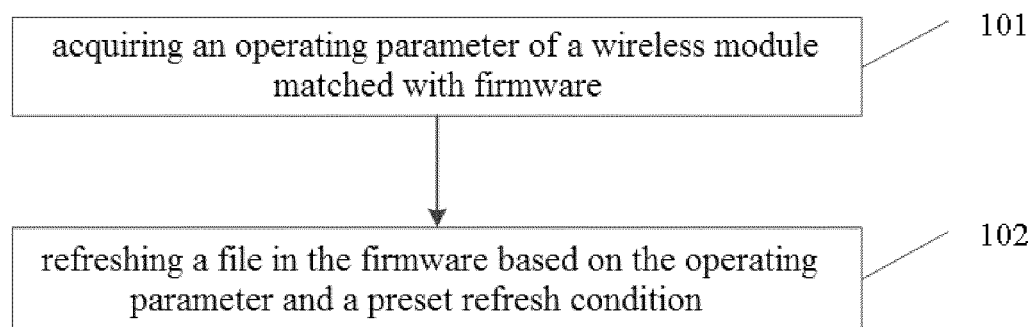 acquiring an operating parameter of a wireless module
matched with firmware
101
refreshing a file in the firmware based on the operating
parameter and a preset refresh condition
102